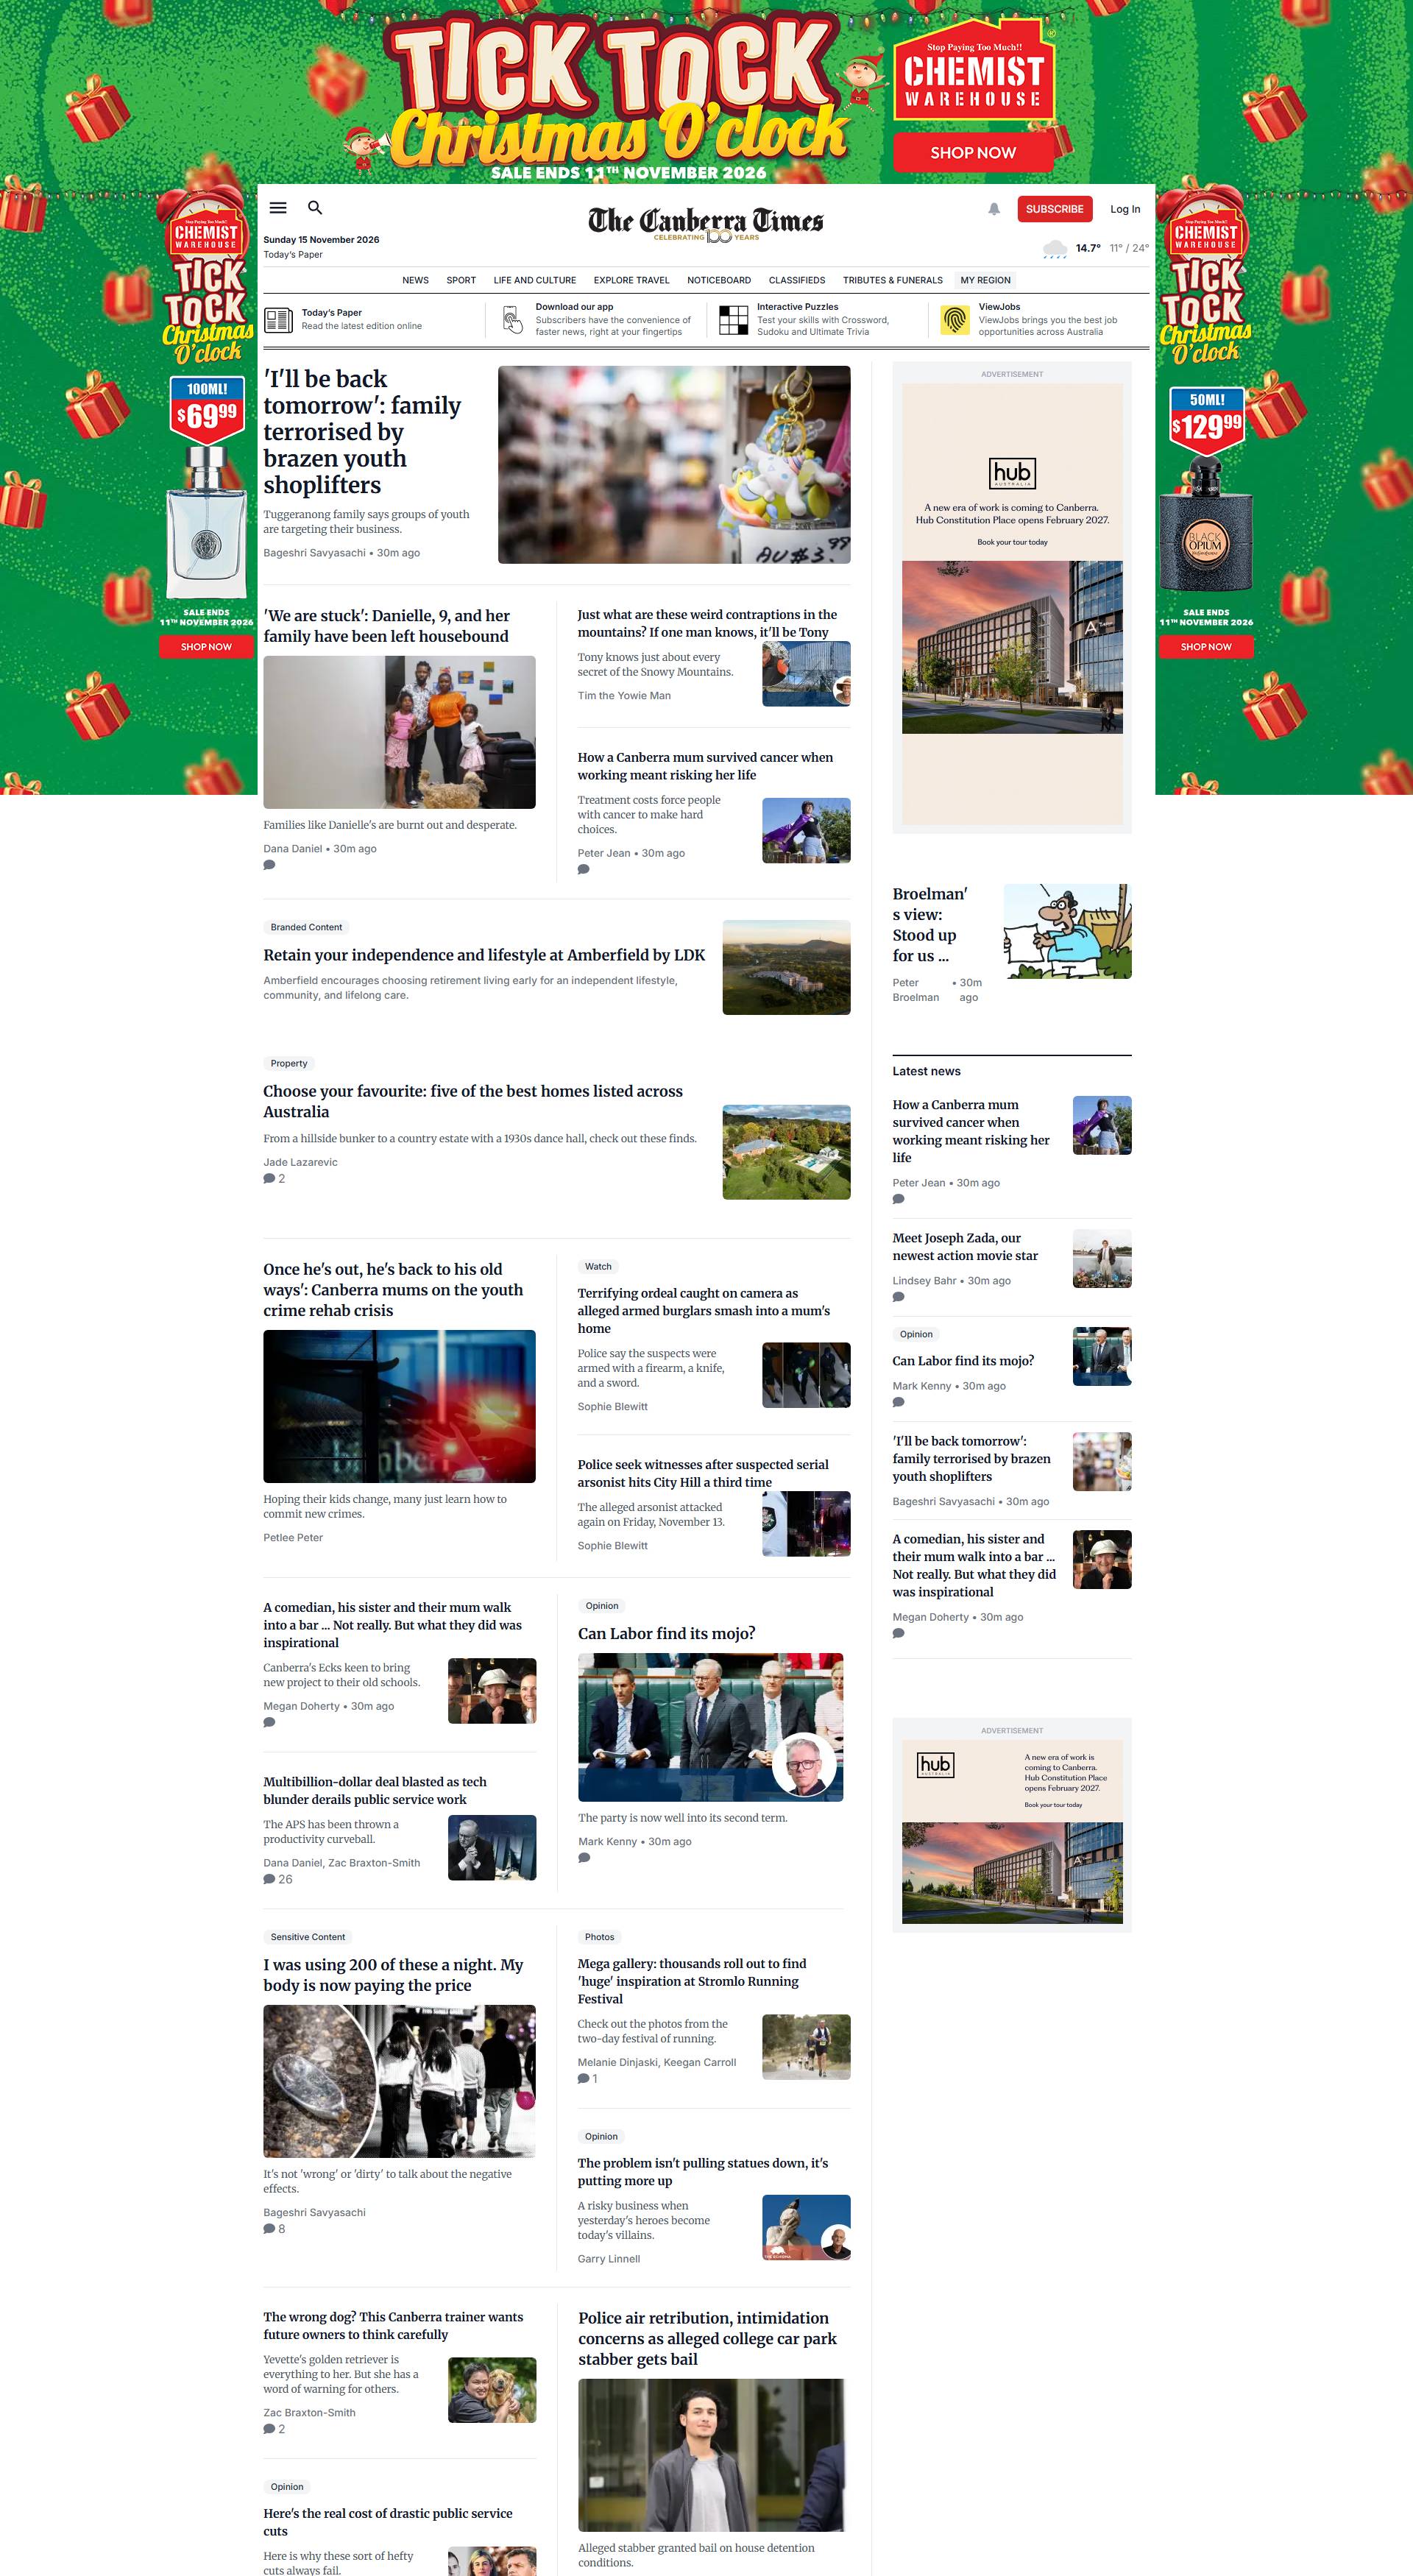 TICK TOCK
Christmas O'clock
SALE ENDS 11TH NOVEMBER 2026
Stop Paying Too Much!!
CHEMIST
WAREHOUSE
®
SHOP NOW
Stop Paying Too Much!!
CHEMIST
WAREHOUSE
TICK
TOCK
Christmas
O'clock
100ML!
$69.99
SALE ENDS
11TH NOVEMBER 2026
SHOP NOW
Stop Paying Too Much!!
CHEMIST
WAREHOUSE
TICK
TOCK
Christmas
O'clock
50ML!
$129.99
BLACK
OPIUM
SALE ENDS
11TH NOVEMBER 2026
SHOP NOW
The Canberra Times
CELEBRATING 100 YEARS
SUBSCRIBE
Log In
Sunday 15 November 2026
Today's Paper
14.7° 11° / 24°
NEWS SPORT LIFE AND CULTURE EXPLORE TRAVEL NOTICEBOARD CLASSIFIEDS TRIBUTES & FUNERALS MY REGION
Today's Paper
Read the latest edition online
Download our app
Subscribers have the convenience of
faster news, right at your fingertips
Interactive Puzzles
Test your skills with Crossword,
Sudoku and Ultimate Trivia
ViewJobs
ViewJobs brings you the best job
opportunities across Australia
'I'll be back
tomorrow': family
terrorised by
brazen youth
shoplifters
Tuggeranong family says groups of youth
are targeting their business.
Bageshri Savyasachi • 30m ago
AU$3.99
'We are stuck': Danielle, 9, and her
family have been left housebound
Families like Danielle's are burnt out and desperate.
Dana Daniel • 30m ago
Just what are these weird contraptions in the
mountains? If one man knows, it'll be Tony
Tony knows just about every
secret of the Snowy Mountains.
Tim the Yowie Man
How a Canberra mum survived cancer when
working meant risking her life
Treatment costs force people
with cancer to make hard
choices.
Peter Jean • 30m ago
Branded Content
Retain your independence and lifestyle at Amberfield by LDK
Amberfield encourages choosing retirement living early for an independent lifestyle,
community, and lifelong care.
Property
Choose your favourite: five of the best homes listed across
Australia
From a hillside bunker to a country estate with a 1930s dance hall, check out these finds.
Jade Lazarevic
2
Once he's out, he's back to his old
ways': Canberra mums on the youth
crime rehab crisis
Hoping their kids change, many just learn how to
commit new crimes.
Petlee Peter
Watch
Terrifying ordeal caught on camera as
alleged armed burglars smash into a mum's
home
Police say the suspects were
armed with a firearm, a knife,
and a sword.
Sophie Blewitt
Police seek witnesses after suspected serial
arsonist hits City Hill a third time
The alleged arsonist attacked
again on Friday, November 13.
Sophie Blewitt
A comedian, his sister and their mum walk
into a bar ... Not really. But what they did was
inspirational
Canberra's Ecks keen to bring
new project to their old schools.
Megan Doherty • 30m ago
Multibillion-dollar deal blasted as tech
blunder derails public service work
The APS has been thrown a
productivity curveball.
Dana Daniel, Zac Braxton-Smith
26
Opinion
Can Labor find its mojo?
The party is now well into its second term.
Mark Kenny • 30m ago
Sensitive Content
I was using 200 of these a night. My
body is now paying the price
It's not 'wrong' or 'dirty' to talk about the negative
effects.
Bageshri Savyasachi
8
Photos
Mega gallery: thousands roll out to find
'huge' inspiration at Stromlo Running
Festival
Check out the photos from the
two-day festival of running.
Melanie Dinjaski, Keegan Carroll
1
Opinion
The problem isn't pulling statues down, it's
putting more up
A risky business when
yesterday's heroes become
today's villains.
Garry Linnell
The wrong dog? This Canberra trainer wants
future owners to think carefully
Yevette's golden retriever is
everything to her. But she has a
word of warning for others.
Zac Braxton-Smith
2
Opinion
Here's the real cost of drastic public service
cuts
Here is why these sort of hefty
cuts always fail.
Police air retribution, intimidation
concerns as alleged college car park
stabber gets bail
Alleged stabber granted bail on house detention
conditions.
ADVERTISEMENT
hub
AUSTRALIA
A new era of work is coming to Canberra.
Hub Constitution Place opens February 2027.
Book your tour today
Broelman'
s view:
Stood up
for us ...
Peter
Broelman
• 30m
ago
Latest news
How a Canberra mum
survived cancer when
working meant risking her
life
Peter Jean • 30m ago
Meet Joseph Zada, our
newest action movie star
Lindsey Bahr • 30m ago
Opinion
Can Labor find its mojo?
Mark Kenny • 30m ago
'I'll be back tomorrow':
family terrorised by brazen
youth shoplifters
Bageshri Savyasachi • 30m ago
A comedian, his sister and
their mum walk into a bar ...
Not really. But what they did
was inspirational
Megan Doherty • 30m ago
ADVERTISEMENT
hub
AUSTRALIA
A new era of work is
coming to Canberra.
Hub Constitution Place
opens February 2027.
Book your tour today